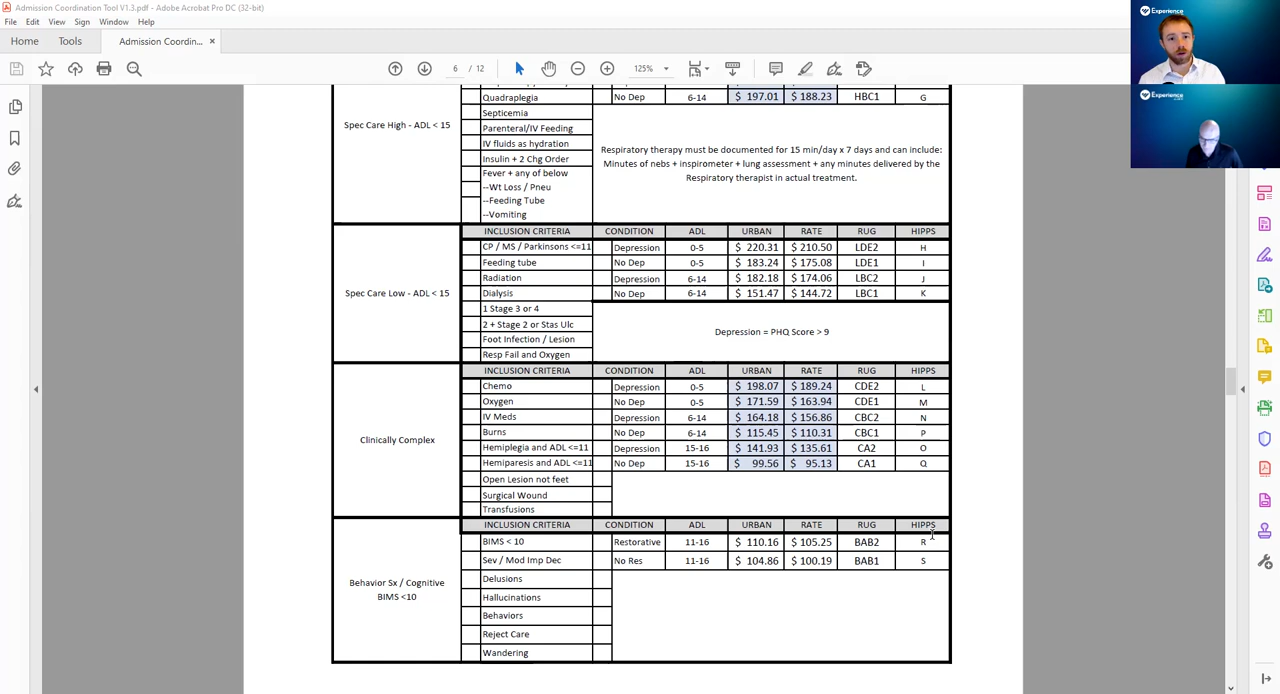 Admission Coordination Tool V1.3.pdf - Adobe Acrobat Pro DC (32-bit)
File Edit View Sign Window Help
Home Tools Admission Coordin... ×
6 / 12 125%
Experience
Experience
Quadraplegia No Dep 6-14 $ 197.01 $ 188.23 HBC1 G
Septicemia
Spec Care High - ADL < 15
Parenteral/IV Feeding
IV fluids as hydration
Insulin + 2 Chg Order
Fever + any of below
--Wt Loss / Pneu
--Feeding Tube
--Vomiting
Respiratory therapy must be documented for 15 min/day x 7 days and can include:
Minutes of nebs + inspirometer + lung assessment + any minutes delivered by the
Respiratory therapist in actual treatment.
INCLUSION CRITERIA CONDITION ADL URBAN RATE RUG HIPPS
CP / MS / Parkinsons <=11 Depression 0-5 $ 220.31 $ 210.50 LDE2 H
Feeding tube No Dep 0-5 $ 183.24 $ 175.08 LDE1 I
Radiation Depression 6-14 $ 182.18 $ 174.06 LBC2 J
Spec Care Low - ADL < 15 Dialysis No Dep 6-14 $ 151.47 $ 144.72 LBC1 K
1 Stage 3 or 4
2 + Stage 2 or Stas Ulc
Foot Infection / Lesion
Resp Fail and Oxygen
Depression = PHQ Score > 9
INCLUSION CRITERIA CONDITION ADL URBAN RATE RUG HIPPS
Chemo Depression 0-5 $ 198.07 $ 189.24 CDE2 L
Oxygen No Dep 0-5 $ 171.59 $ 163.94 CDE1 M
IV Meds Depression 6-14 $ 164.18 $ 156.86 CBC2 N
Burns No Dep 6-14 $ 115.45 $ 110.31 CBC1 P
Clinically Complex
Hemiplegia and ADL <=11 Depression 15-16 $ 141.93 $ 135.61 CA2 O
Hemiparesis and ADL <=11 No Dep 15-16 $ 99.56 $ 95.13 CA1 Q
Open Lesion not feet
Surgical Wound
Transfusions
INCLUSION CRITERIA CONDITION ADL URBAN RATE RUG HIPPS
BIMS < 10 Restorative 11-16 $ 110.16 $ 105.25 BAB2 R
Sev / Mod Imp Dec No Res 11-16 $ 104.86 $ 100.19 BAB1 S
Behavior Sx / Cognitive
BIMS <10
Delusions
Hallucinations
Behaviors
Reject Care
Wandering